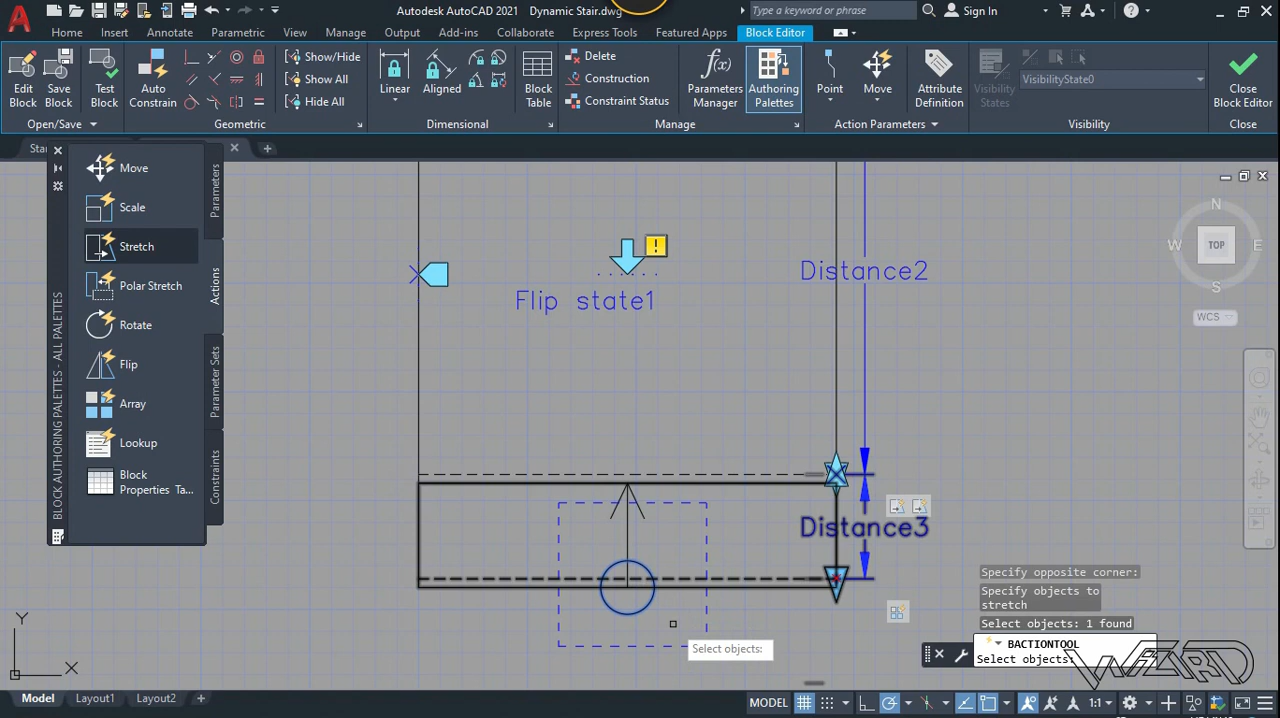 Autodesk AutoCAD 2021 Dynamic Stair.dwg
Type a keyword or phrase
Sign In
Home Insert Annotate Parametric View Manage Output Add-ins Collaborate Express Tools Featured Apps Block Editor
Edit Block
Save Block
Test Block
Auto Constrain
Show/Hide
Show All
Hide All
Linear
Aligned
Block Table
Delete
Construction
Constraint Status
Parameters Manager
Authoring Palettes
Point
Move
Attribute Definition
Visibility States
VisibilityState0
Close Block Editor
Open/Save
Geometric
Dimensional
Manage
Action Parameters
Visibility
Close
Star
Move
Scale
Stretch
Polar Stretch
Rotate
Flip
Array
Lookup
Block
Properties Ta...
Parameters
Actions
Parameter Sets
Constraints
BLOCK AUTHORING PALETTES - ALL PALETTES
Flip state1
Distance2
Distance3
N
W
TOP
E
S
WCS
Select objects:
Specify opposite corner:
Specify objects to
stretch
Select objects: 1 found
BACTIONTOOL
Select objects:
WIZARD
Y
X
Model Layout1 Layout2 +
MODEL
1:1